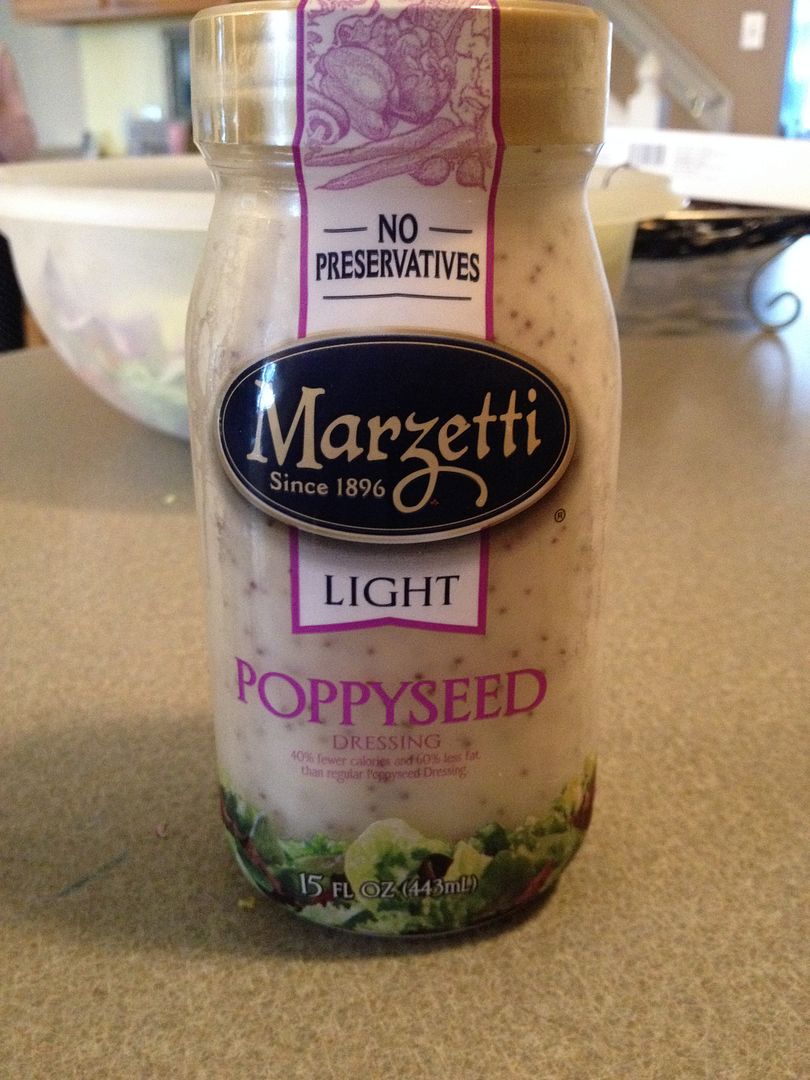 NO
PRESERVATIVES
Marzetti
Since 1896
®
LIGHT
POPPYSEED
DRESSING
40% fewer calories and 60% less fat
than regular Poppyseed Dressing.
15 FL OZ (443mL)